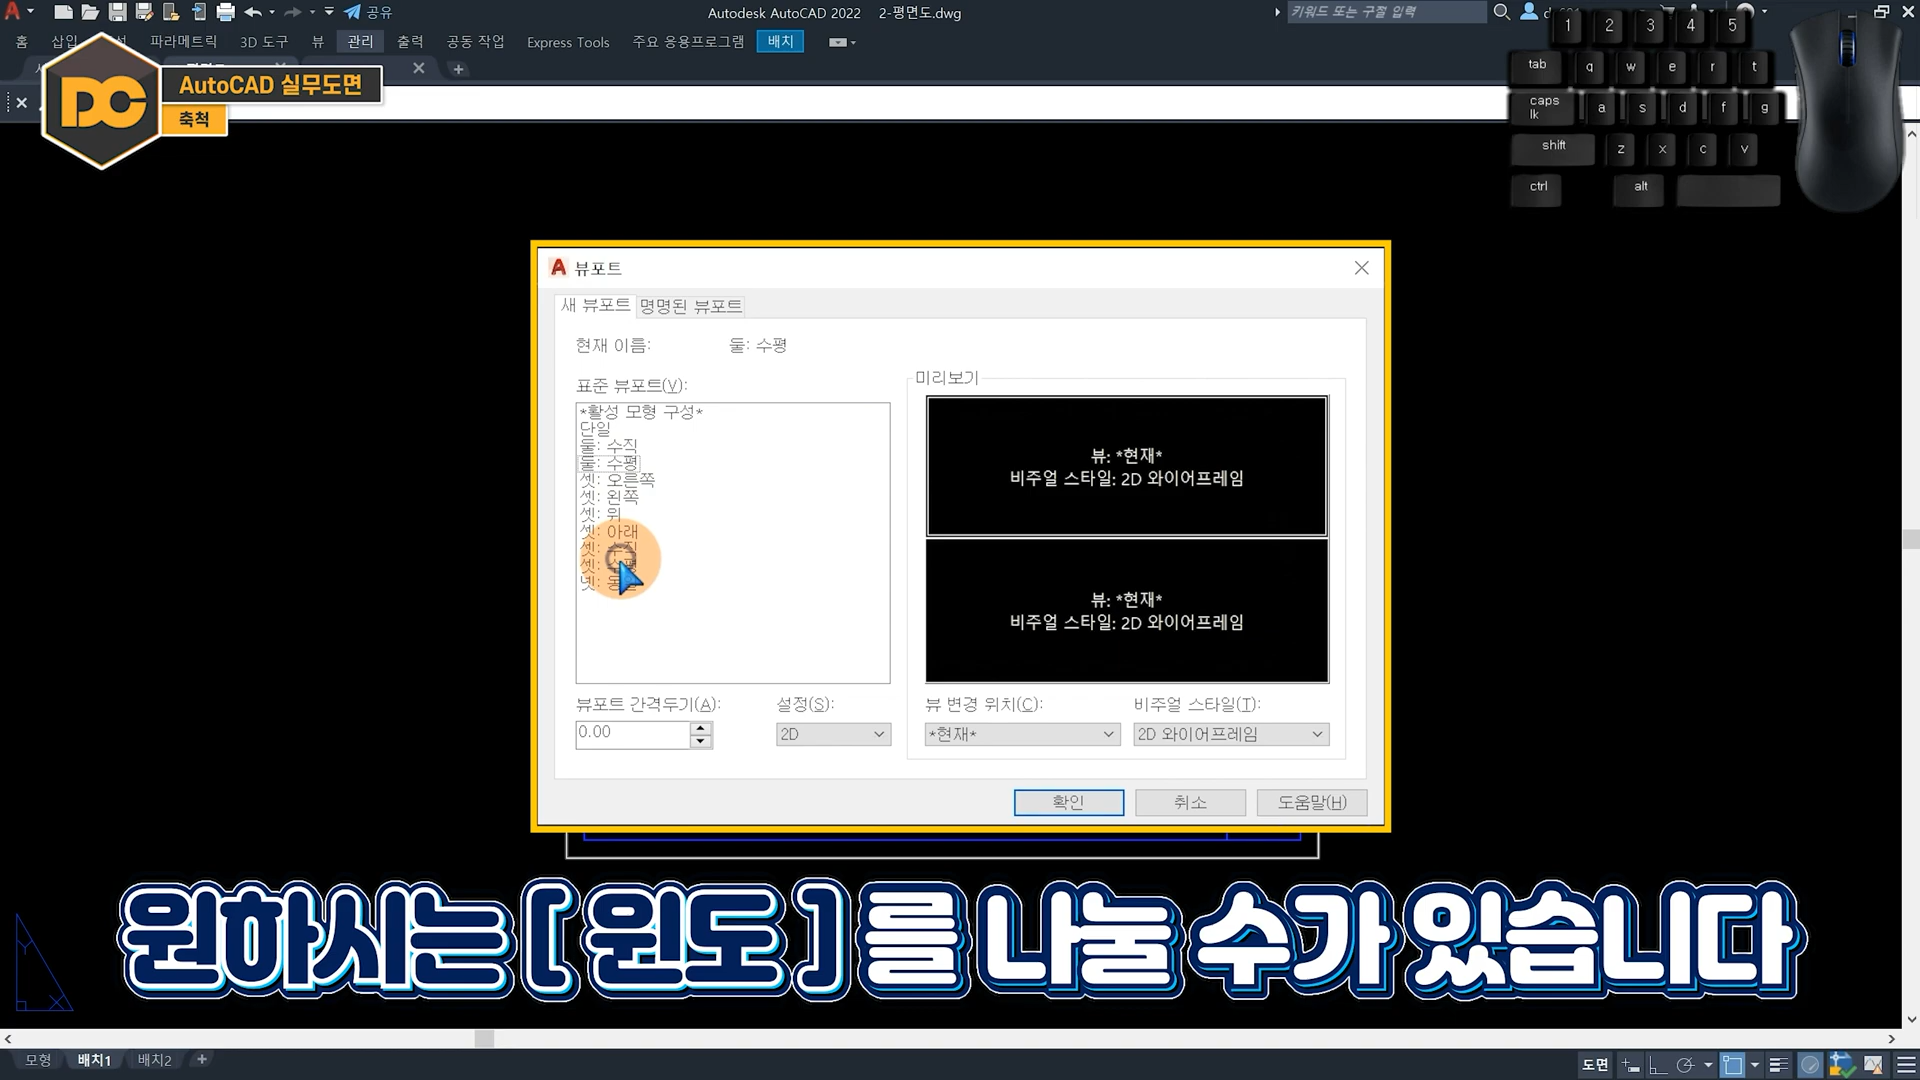 공유
Autodesk AutoCAD 2022 2-평면도.dwg
키워드 또는 구절 입력
홈 삽입 파라메트릭 3D 도구 뷰 관리 출력 공동 작업 Express Tools 주요 응용프로그램 배치
DC
AutoCAD 실무도면
축척
1 2 3 4 5
tab q w e r t
caps lk a s d f g
shift z x c v
ctrl alt
뷰포트
새 뷰포트 명명된 뷰포트
현재 이름: 둘: 수평
표준 뷰포트(V):
*활성 모형 구성*
단일
둘: 수직
둘: 수평
셋: 오른쪽
셋: 왼쪽
셋: 위
셋: 아래
셋: 수직
셋: 수평
넷:
미리보기
뷰: *현재*
비주얼 스타일: 2D 와이어프레임
뷰: *현재*
비주얼 스타일: 2D 와이어프레임
뷰포트 간격두기(A): 설정(S): 뷰 변경 위치(C): 비주얼 스타일(T):
0.00 2D *현재* 2D 와이어프레임
확인 취소 도움말(H)
원하시는 [ 윈도 ] 를 나눌 수가 있습니다
Y
X
모형 배치1 배치2
도면